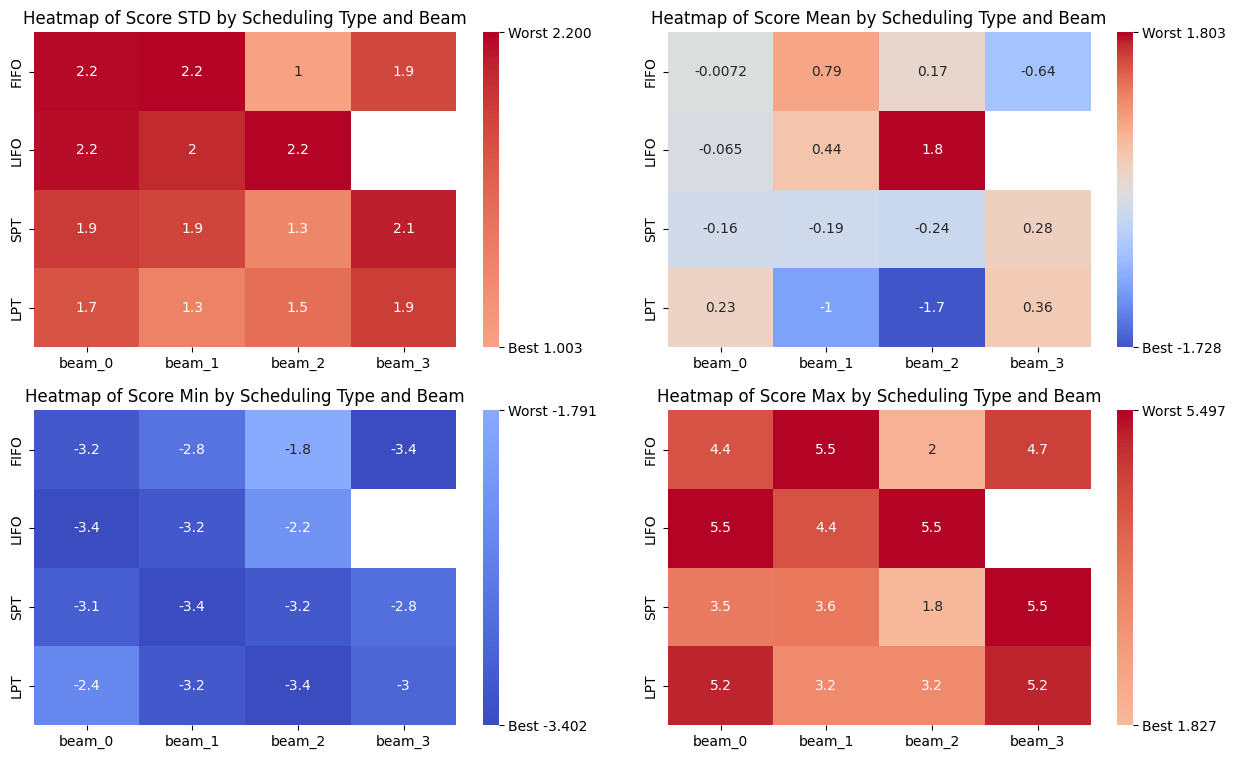 Heatmap of Score STD by Scheduling Type and Beam
FIFO 2.2 2.2 1 1.9
LIFO 2.2 2 2.2
SPT 1.9 1.9 1.3 2.1
LPT 1.7 1.3 1.5 1.9
beam_0 beam_1 beam_2 beam_3
Worst 2.200
Best 1.003
Heatmap of Score Mean by Scheduling Type and Beam
FIFO -0.0072 0.79 0.17 -0.64
LIFO -0.065 0.44 1.8
SPT -0.16 -0.19 -0.24 0.28
LPT 0.23 -1 -1.7 0.36
beam_0 beam_1 beam_2 beam_3
Worst 1.803
Best -1.728
Heatmap of Score Min by Scheduling Type and Beam
FIFO -3.2 -2.8 -1.8 -3.4
LIFO -3.4 -3.2 -2.2
SPT -3.1 -3.4 -3.2 -2.8
LPT -2.4 -3.2 -3.4 -3
beam_0 beam_1 beam_2 beam_3
Worst -1.791
Best -3.402
Heatmap of Score Max by Scheduling Type and Beam
FIFO 4.4 5.5 2 4.7
LIFO 5.5 4.4 5.5
SPT 3.5 3.6 1.8 5.5
LPT 5.2 3.2 3.2 5.2
beam_0 beam_1 beam_2 beam_3
Worst 5.497
Best 1.827